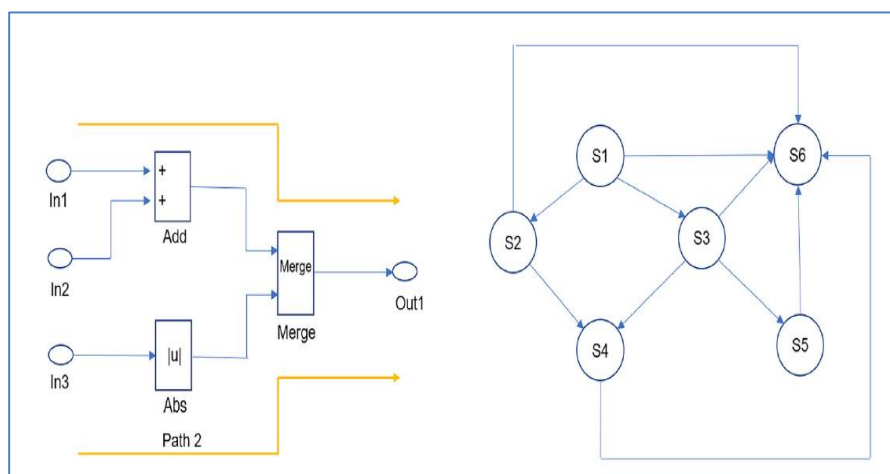 In1
+
+
Add
In2
Merge
Merge
Out1
In3
|u|
Abs
Path 2
S1
S6
S2
S3
S4
S5